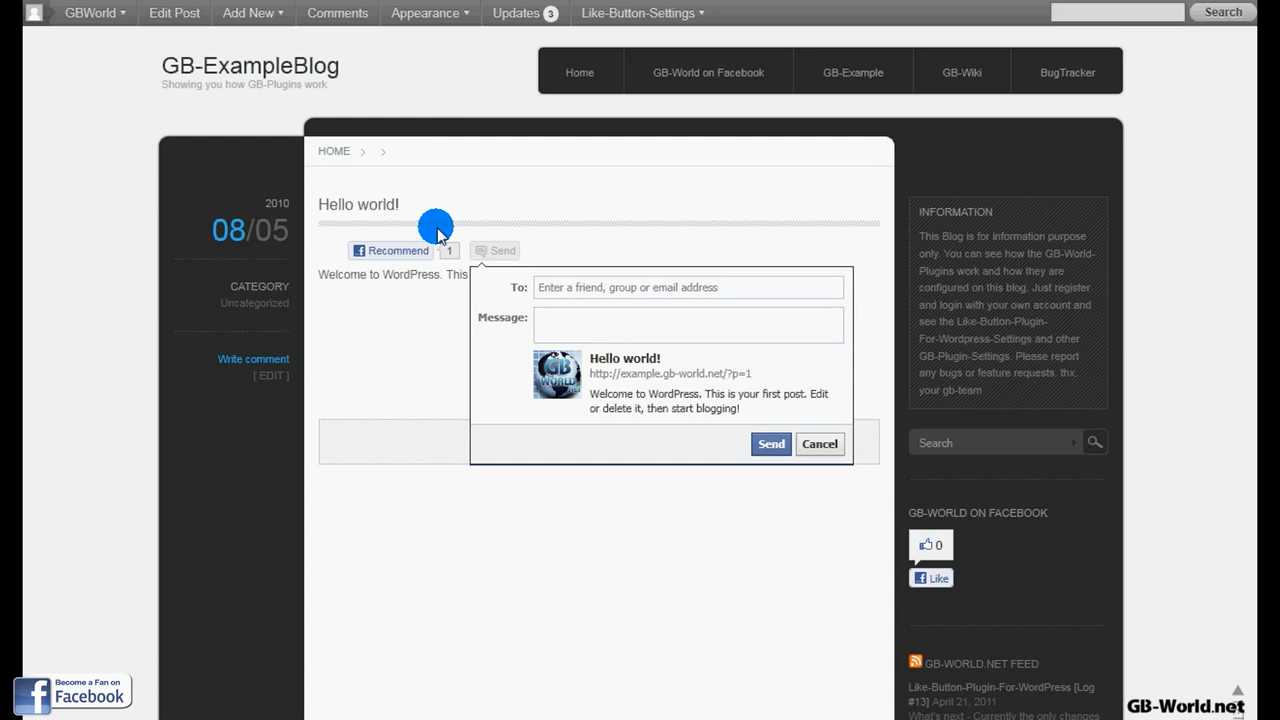 GBWorld Edit Post Add New Comments Appearance Updates 3 Like-Button-Settings Search
GB-ExampleBlog
Showing you how GB-Plugins work
Home GB-World on Facebook GB-Example GB-Wiki BugTracker
HOME
2010
08/05
CATEGORY
Uncategorized
Write comment
[ EDIT ]
Hello world!
Recommend 1 Send
Welcome to WordPress. This
To: Enter a friend, group or email address
Message:
Hello world!
http://example.gb-world.net/?p=1
Welcome to WordPress. This is your first post. Edit
or delete it, then start blogging!
GB
WORLD
Send Cancel
INFORMATION
This Blog is for information purpose
only. You can see how the GB-World-
Plugins work and how they are
configured on this blog. Just register
and login with your own account and
see the Like-Button-Plugin-
For-Wordpress-Settings and other
GB-Plugin-Settings. Please report
any bugs or feature requests. thx.
your gb-team
Search
GB-WORLD ON FACEBOOK
0
Like
GB-WORLD.NET FEED
Like-Button-Plugin-For-WordPress [Log
#13] April 21, 2011
What's next - Currently the only changes
f Become a Fan on
Facebook
GB-World.net